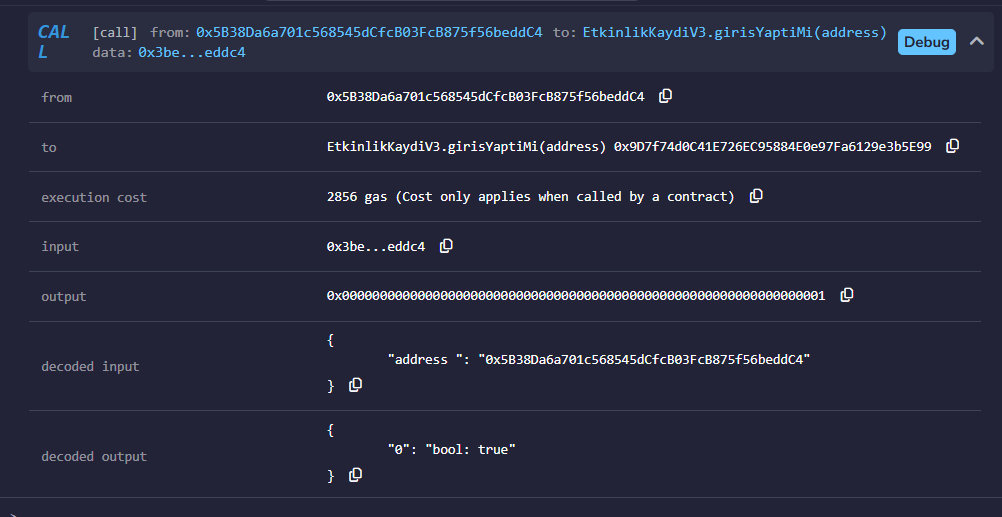 CALL [call] from: 0x5B38Da6a701c568545dCfcB03FcB875f56beddC4 to: EtkinlikKaydiV3.girisYaptiMi(address)
data: 0x3be...eddc4
Debug
from 0x5B38Da6a701c568545dCfcB03FcB875f56beddC4
to EtkinlikKaydiV3.girisYaptiMi(address) 0x9D7f74d0C41E726EC95884E0e97Fa6129e3b5E99
execution cost 2856 gas (Cost only applies when called by a contract)
input 0x3be...eddc4
output 0x0000000000000000000000000000000000000000000000000000000000000001
decoded input {
"address ": "0x5B38Da6a701c568545dCfcB03FcB875f56beddC4"
}
decoded output {
"0": "bool: true"
}
>